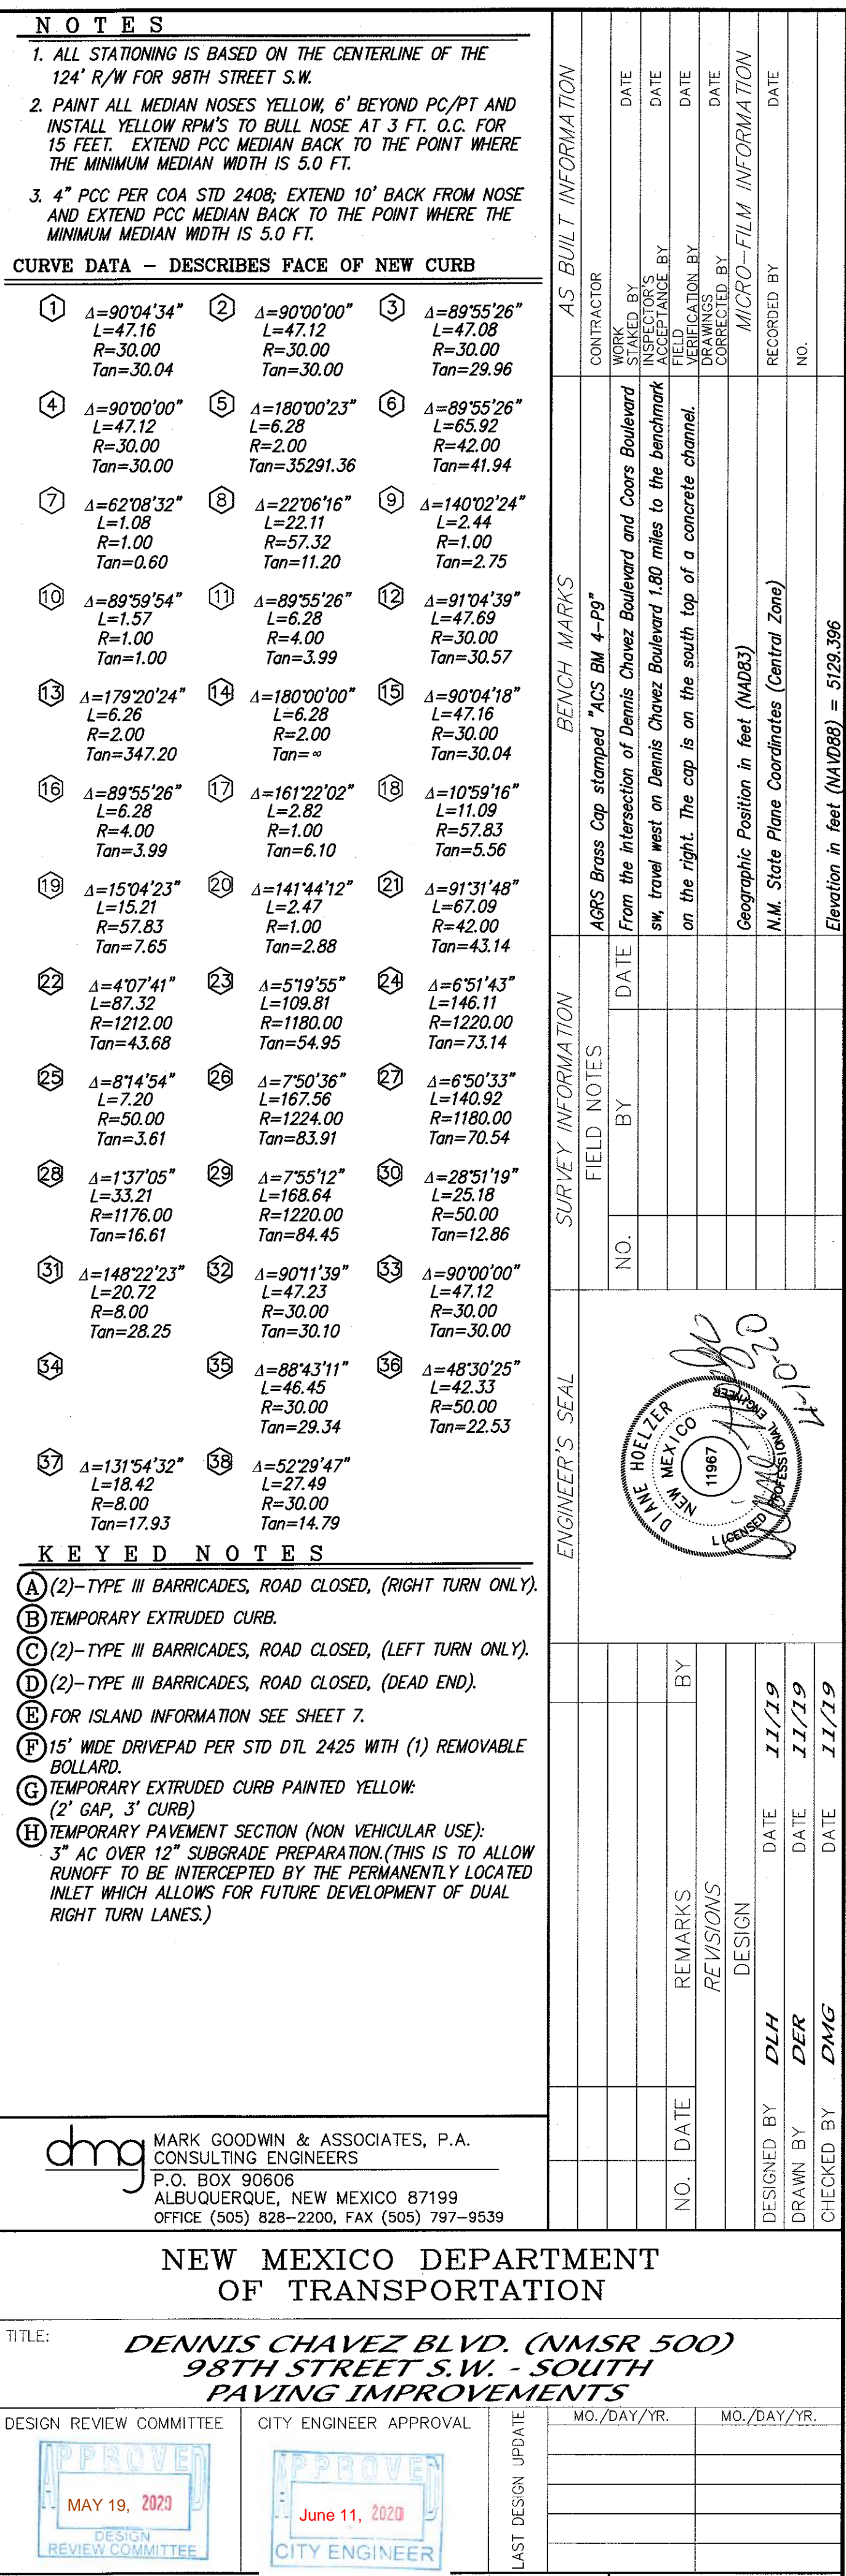 NOTES
1. ALL STATIONING IS BASED ON THE CENTERLINE OF THE
124' R/W FOR 98TH STREET S.W.
2. PAINT ALL MEDIAN NOSES YELLOW, 6' BEYOND PC/PT AND
INSTALL YELLOW RPM'S TO BULL NOSE AT 3 FT. O.C. FOR
15 FEET. EXTEND PCC MEDIAN BACK TO THE POINT WHERE
THE MINIMUM MEDIAN WIDTH IS 5.0 FT.
3. 4" PCC PER COA STD 2408; EXTEND 10' BACK FROM NOSE
AND EXTEND PCC MEDIAN BACK TO THE POINT WHERE THE
MINIMUM MEDIAN WIDTH IS 5.0 FT.
CURVE DATA – DESCRIBES FACE OF NEW CURB
1 Δ=90°04'34"
L=47.16
R=30.00
Tan=30.04
2 Δ=90°00'00"
L=47.12
R=30.00
Tan=30.00
3 Δ=89°55'26"
L=47.08
R=30.00
Tan=29.96
4 Δ=90°00'00"
L=47.12
R=30.00
Tan=30.00
5 Δ=180°00'23"
L=6.28
R=2.00
Tan=35291.36
6 Δ=89°55'26"
L=65.92
R=42.00
Tan=41.94
7 Δ=62°08'32"
L=1.08
R=1.00
Tan=0.60
8 Δ=22°06'16"
L=22.11
R=57.32
Tan=11.20
9 Δ=140°02'24"
L=2.44
R=1.00
Tan=2.75
10 Δ=89°59'54"
L=1.57
R=1.00
Tan=1.00
11 Δ=89°55'26"
L=6.28
R=4.00
Tan=3.99
12 Δ=91°04'39"
L=47.69
R=30.00
Tan=30.57
13 Δ=179°20'24"
L=6.26
R=2.00
Tan=347.20
14 Δ=180°00'00"
L=6.28
R=2.00
Tan=∞
15 Δ=90°04'18"
L=47.16
R=30.00
Tan=30.04
16 Δ=89°55'26"
L=6.28
R=4.00
Tan=3.99
17 Δ=161°22'02"
L=2.82
R=1.00
Tan=6.10
18 Δ=10°59'16"
L=11.09
R=57.83
Tan=5.56
19 Δ=15°04'23"
L=15.21
R=57.83
Tan=7.65
20 Δ=141°44'12"
L=2.47
R=1.00
Tan=2.88
21 Δ=91°31'48"
L=67.09
R=42.00
Tan=43.14
22 Δ=4°07'41"
L=87.32
R=1212.00
Tan=43.68
23 Δ=5°19'55"
L=109.81
R=1180.00
Tan=54.95
24 Δ=6°51'43"
L=146.11
R=1220.00
Tan=73.14
25 Δ=8°14'54"
L=7.20
R=50.00
Tan=3.61
26 Δ=7°50'36"
L=167.56
R=1224.00
Tan=83.91
27 Δ=6°50'33"
L=140.92
R=1180.00
Tan=70.54
28 Δ=1°37'05"
L=33.21
R=1176.00
Tan=16.61
29 Δ=7°55'12"
L=168.64
R=1220.00
Tan=84.45
30 Δ=28°51'19"
L=25.18
R=50.00
Tan=12.86
31 Δ=148°22'23"
L=20.72
R=8.00
Tan=28.25
32 Δ=90°11'39"
L=47.23
R=30.00
Tan=30.10
33 Δ=90°00'00"
L=47.12
R=30.00
Tan=30.00
34
35 Δ=88°43'11"
L=46.45
R=30.00
Tan=29.34
36 Δ=48°30'25"
L=42.33
R=50.00
Tan=22.53
37 Δ=131°54'32"
L=18.42
R=8.00
Tan=17.93
38 Δ=52°29'47"
L=27.49
R=30.00
Tan=14.79
KEYED NOTES
A (2)–TYPE III BARRICADES, ROAD CLOSED, (RIGHT TURN ONLY).
B TEMPORARY EXTRUDED CURB.
C (2)–TYPE III BARRICADES, ROAD CLOSED, (LEFT TURN ONLY).
D (2)–TYPE III BARRICADES, ROAD CLOSED, (DEAD END).
E FOR ISLAND INFORMATION SEE SHEET 7.
F 15' WIDE DRIVEPAD PER STD DTL 2425 WITH (1) REMOVABLE
BOLLARD.
G TEMPORARY EXTRUDED CURB PAINTED YELLOW:
(2' GAP, 3' CURB)
H TEMPORARY PAVEMENT SECTION (NON VEHICULAR USE):
3" AC OVER 12" SUBGRADE PREPARATION.(THIS IS TO ALLOW
RUNOFF TO BE INTERCEPTED BY THE PERMANENTLY LOCATED
INLET WHICH ALLOWS FOR FUTURE DEVELOPMENT OF DUAL
RIGHT TURN LANES.)
AS BUILT INFORMATION
CONTRACTOR
WORK
STAKED BY DATE
INSPECTOR'S
ACCEPTANCE BY DATE
FIELD
VERIFICATION BY DATE
DRAWINGS
CORRECTED BY DATE
MICRO–FILM INFORMATION
RECORDED BY DATE
NO.
BENCH MARKS
AGRS Brass Cap stamped "ACS BM 4–P9"
From the intersection of Dennis Chavez Boulevard and Coors Boulevard
sw, travel west on Dennis Chavez Boulevard 1.80 miles to the benchmark
on the right. The cap is on the south top of a concrete channel.
Geographic Position in feet (NAD83)
N.M. State Plane Coordinates (Central Zone)
Elevation in feet (NAVD88) = 5129.396
SURVEY INFORMATION
FIELD NOTES
NO. BY DATE
ENGINEER'S SEAL
DIANE HOELZER
NEW MEXICO
11967
LICENSED PROFESSIONAL ENGINEER
4-10-20
NO. DATE REMARKS BY
REVISIONS
DESIGN
DESIGNED BY DLH DATE 11/19
DRAWN BY DER DATE 11/19
CHECKED BY DMG DATE 11/19
dmg
MARK GOODWIN & ASSOCIATES, P.A.
CONSULTING ENGINEERS
P.O. BOX 90606
ALBUQUERQUE, NEW MEXICO 87199
OFFICE (505) 828–2200, FAX (505) 797–9539
NEW MEXICO DEPARTMENT
OF TRANSPORTATION
TITLE:
DENNIS CHAVEZ BLVD. (NMSR 500)
98TH STREET S.W. - SOUTH
PAVING IMPROVEMENTS
DESIGN REVIEW COMMITTEE
APPROVED
MAY 19, 2020
DESIGN
REVIEW COMMITTEE
CITY ENGINEER APPROVAL
APPROVED
June 11, 2020
CITY ENGINEER
LAST DESIGN UPDATE
MO./DAY/YR. MO./DAY/YR.